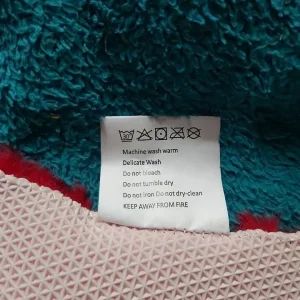 30
Machine wash warm
Delicate Wash
Do not bleach
Do not tumble dry
Do not iron Do not dry-clean
KEEP AWAY FROM FIRE